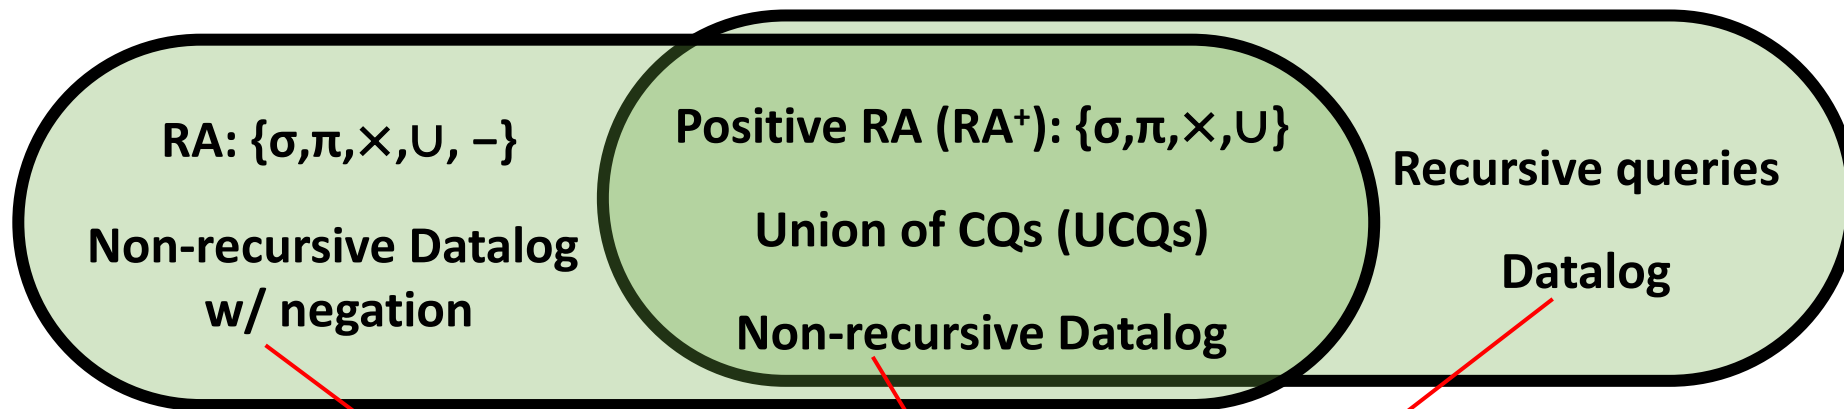 RA: {σ,π,×,∪, −}
Non-recursive Datalog
w/ negation
Positive RA (RA⁺): {σ,π,×,∪}
Union of CQs (UCQs)
Non-recursive Datalog
Recursive queries
Datalog